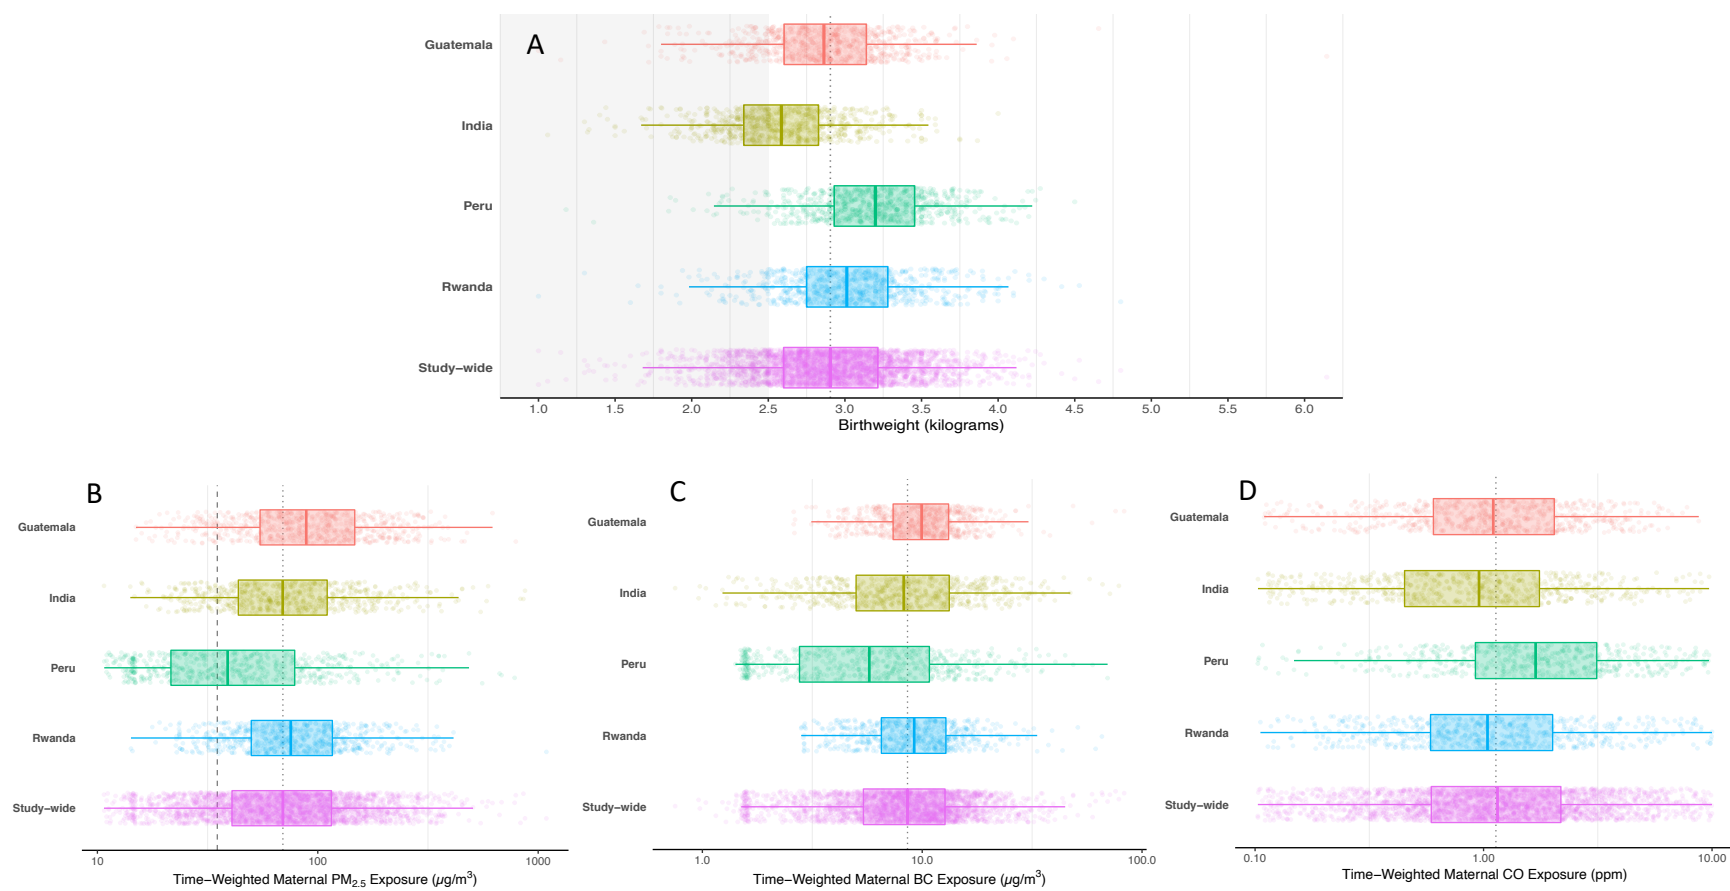 A
Guatemala
India
Peru
Rwanda
Study-wide
1.0 1.5 2.0 2.5 3.0 3.5 4.0 4.5 5.0 5.5 6.0
Birthweight (kilograms)
B
Guatemala
India
Peru
Rwanda
Study-wide
10 100 1000
Time-Weighted Maternal PM2.5 Exposure (µg/m³)
C
Guatemala
India
Peru
Rwanda
Study-wide
1.0 10.0 100.0
Time-Weighted Maternal BC Exposure (µg/m³)
D
Guatemala
India
Peru
Rwanda
Study-wide
0.10 1.00 10.00
Time-Weighted Maternal CO Exposure (ppm)